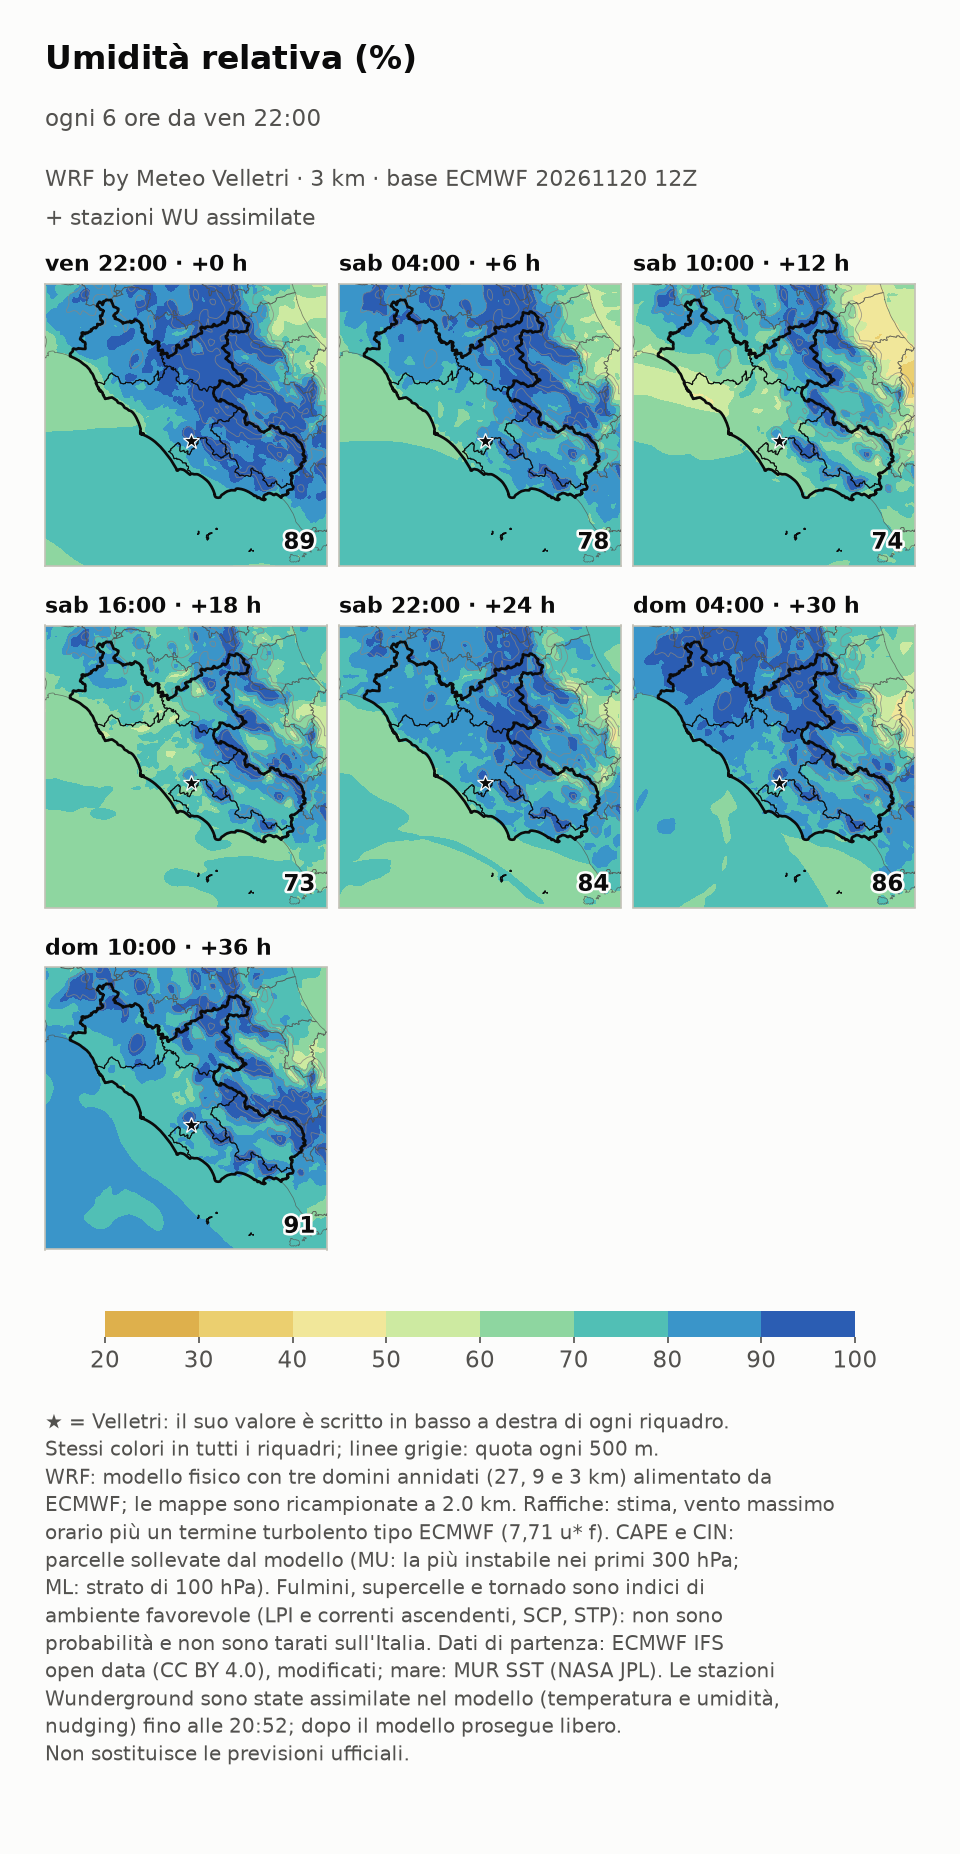 Umidità relativa (%)
ogni 6 ore da ven 22:00
WRF by Meteo Velletri · 3 km · base ECMWF 20261120 12Z
+ stazioni WU assimilate
ven 22:00 · +0 h
sab 04:00 · +6 h
sab 10:00 · +12 h
89
78
74
sab 16:00 · +18 h
sab 22:00 · +24 h
dom 04:00 · +30 h
73
84
86
dom 10:00 · +36 h
91
20 30 40 50 60 70 80 90 100
★ = Velletri: il suo valore è scritto in basso a destra di ogni riquadro.
Stessi colori in tutti i riquadri; linee grigie: quota ogni 500 m.
WRF: modello fisico con tre domini annidati (27, 9 e 3 km) alimentato da
ECMWF; le mappe sono ricampionate a 2.0 km. Raffiche: stima, vento massimo
orario più un termine turbolento tipo ECMWF (7,71 u* f). CAPE e CIN:
parcelle sollevate dal modello (MU: la più instabile nei primi 300 hPa;
ML: strato di 100 hPa). Fulmini, supercelle e tornado sono indici di
ambiente favorevole (LPI e correnti ascendenti, SCP, STP): non sono
probabilità e non sono tarati sull'Italia. Dati di partenza: ECMWF IFS
open data (CC BY 4.0), modificati; mare: MUR SST (NASA JPL). Le stazioni
Wunderground sono state assimilate nel modello (temperatura e umidità,
nudging) fino alle 20:52; dopo il modello prosegue libero.
Non sostituisce le previsioni ufficiali.